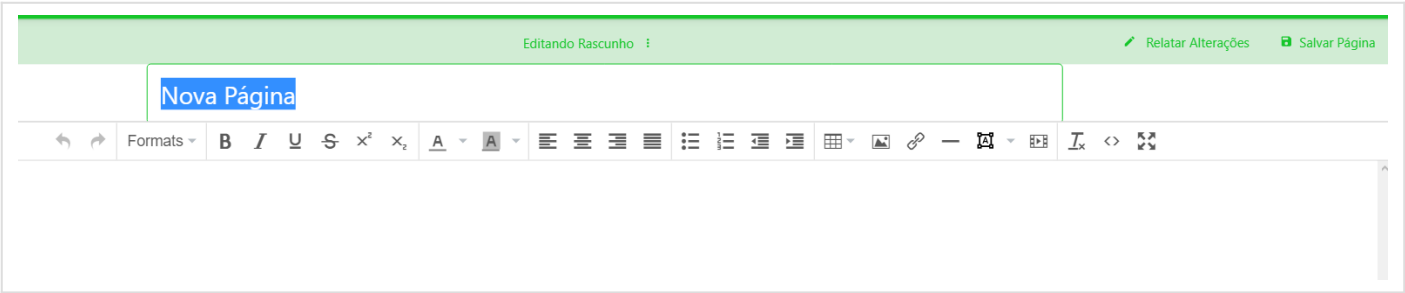 Editando Rascunho
Relatar Alterações
Salvar Página
Nova Página
Formats